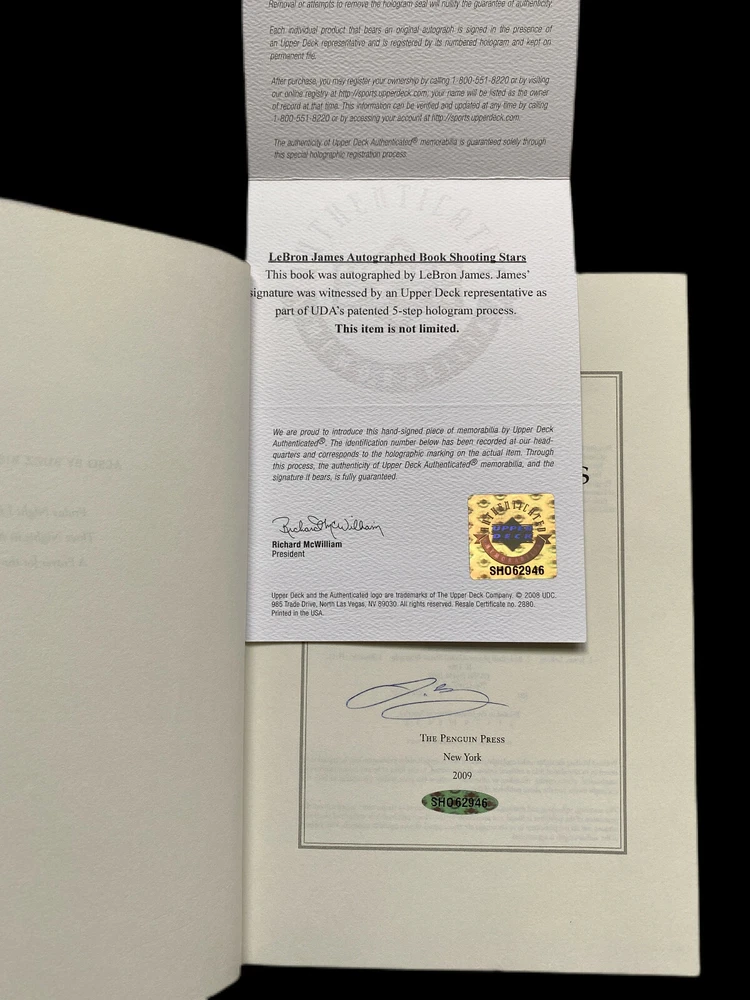 Removal or attempts to remove the hologram seal will nullify the guarantee of authenticity.
Each individual product that bears an original autograph is signed in the presence of
an Upper Deck representative and is registered by its numbered hologram and kept on
permanent file.
After purchase, you may register your ownership by calling 1-800-551-8220 or by visiting
our online registry at http://sports.upperdeck.com; your name will be listed as the owner
of record at that time. This information can be verified and updated at any time by calling
1-800-551-8220 or by accessing your account at http://sports.upperdeck.com.
The authenticity of Upper Deck Authenticated® memorabilia is guaranteed solely through
this special holographic registration process.
LeBron James Autographed Book Shooting Stars
This book was autographed by LeBron James. James'
signature was witnessed by an Upper Deck representative as
part of UDA's patented 5-step hologram process.
This item is not limited.
We are proud to introduce this hand-signed piece of memorabilia by Upper Deck
Authenticated®. The identification number below has been recorded at our head-
quarters and corresponds to the holographic marking on the actual item. Through
this process, the authenticity of Upper Deck Authenticated® memorabilia, and the
signature it bears, is fully guaranteed.
Richard McWilliam
Richard McWilliam
President
AUTHENTICATED
UPPER
DECK
SHO62946
Upper Deck and the Authenticated logo are trademarks of The Upper Deck Company. © 2008 UDC.
985 Trade Drive, North Las Vegas, NV 89030. All rights reserved. Resale Certificate no. 2880.
Printed in the USA.
S
THE PENGUIN PRESS
New York
2009
SHO62946